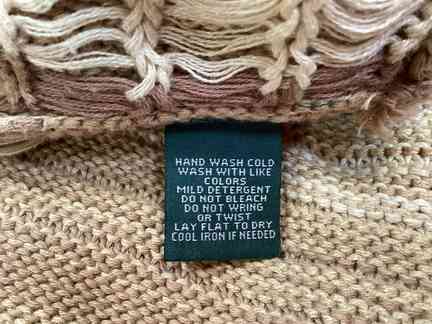 HAND WASH COLD
WASH WITH LIKE
COLORS
MILD DETERGENT
DO NOT BLEACH
DO NOT WRING
OR TWIST
LAY FLAT TO DRY
COOL IRON IF NEEDED